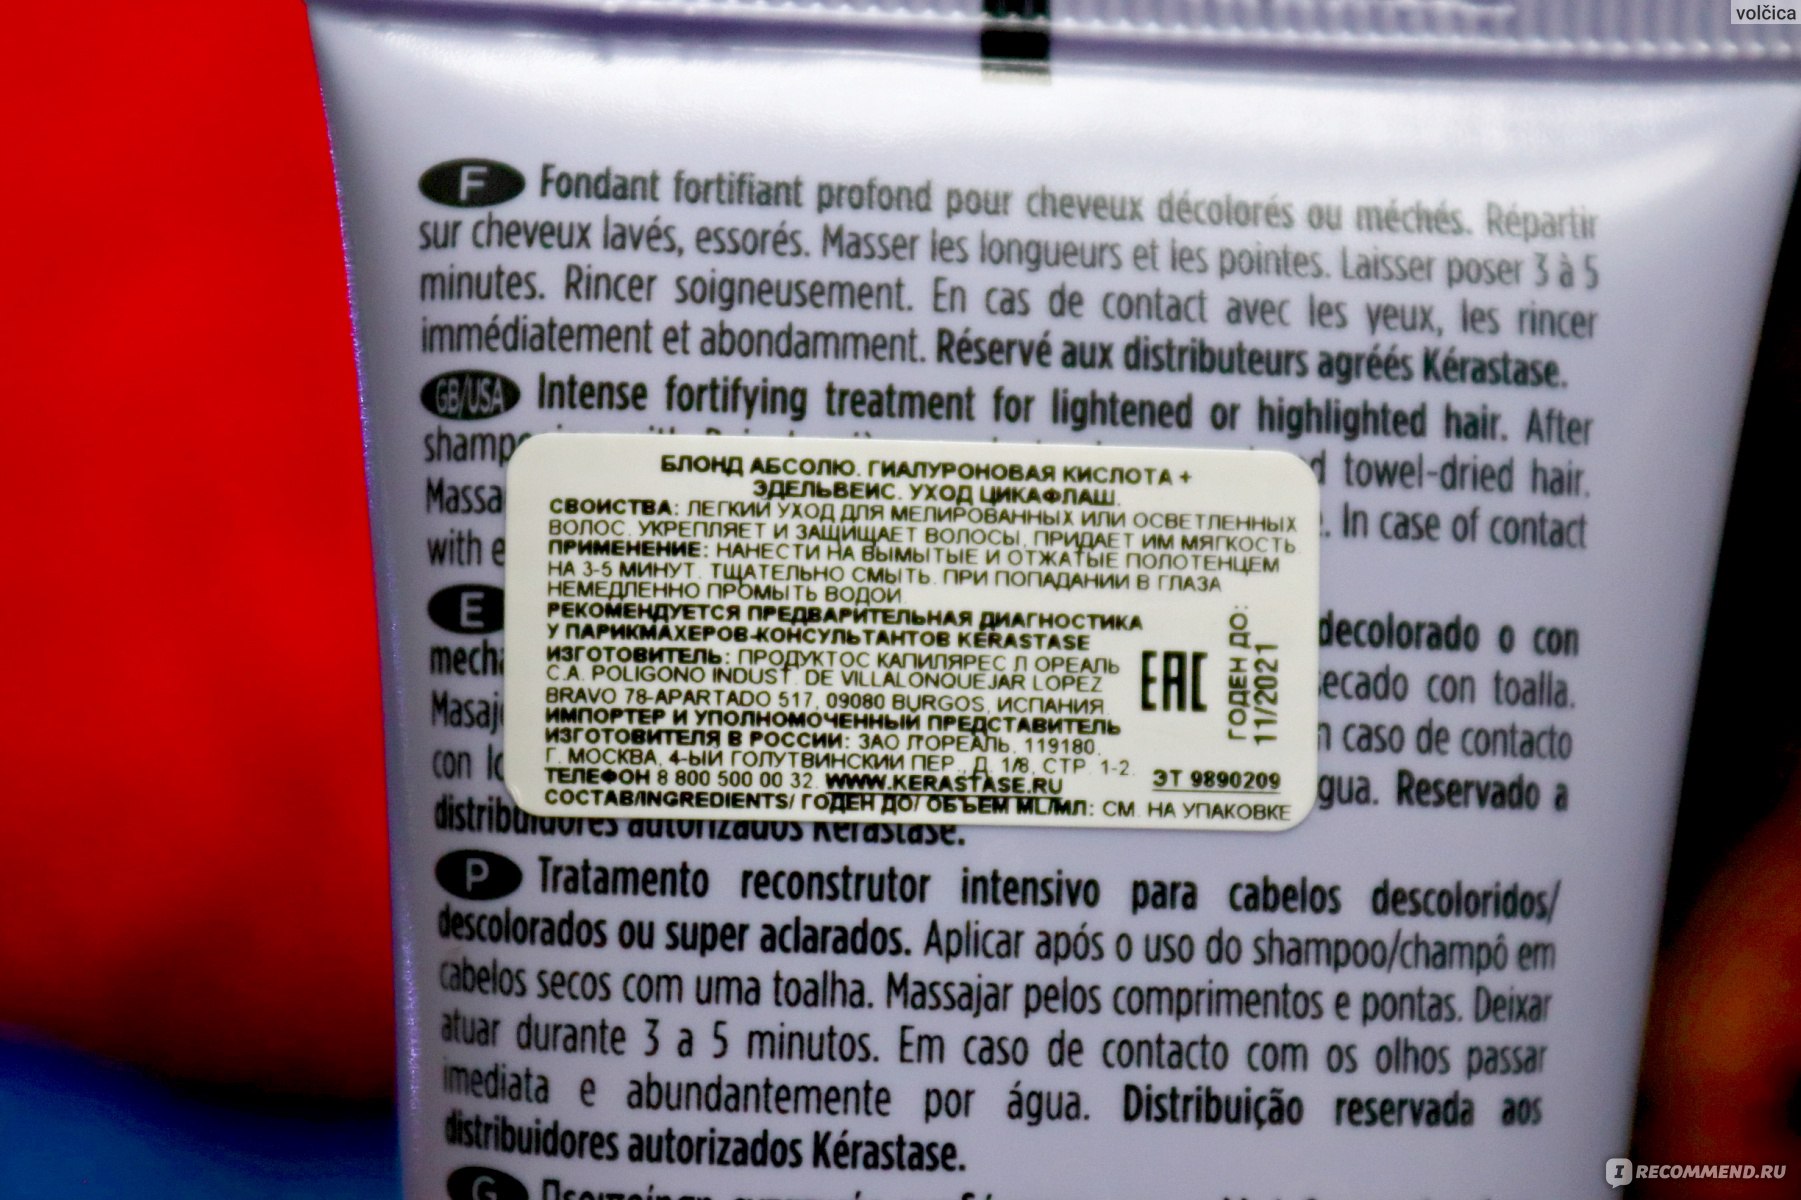 volčica
F Fondant fortifiant profond pour cheveux décolorés ou méchés. Répartir
sur cheveux lavés, essorés. Masser les longueurs et les pointes. Laisser poser 3 à 5
minutes. Rincer soigneusement. En cas de contact avec les yeux, les rincer
immédiatement et abondamment. Réservé aux distributeurs agréés Kérastase.
GB/USA Intense fortifying treatment for lightened or highlighted hair. After
towel-dried hair.
In case of contact
with
E
decolorado o con
secado con toalla.
caso de contacto
con
Reservado a
distribuidores autorizados Kérastase.
БЛОНД АБСОЛЮ. ГИАЛУРОНОВАЯ КИСЛОТА +
ЭДЕЛЬВЕИС. УХОД ЦИКАФЛАШ.
СВОИСТВА: ЛЕГКИЙ УХОД ДЛЯ МЕЛИРОВАННЫХ ИЛИ ОСВЕТЛЕННЫХ
ВОЛОС. УКРЕПЛЯЕТ И ЗАЩИЩАЕТ ВОЛОСЫ, ПРИДАЕТ ИМ МЯГКОСТЬ.
ПРИМЕНЕНИЕ: НАНЕСТИ НА ВЫМЫТЫЕ И ОТЖАТЫЕ ПОЛОТЕНЦЕМ
НА 3-5 МИНУТ. ТЩАТЕЛЬНО СМЫТЬ. ПРИ ПОПАДАНИИ В ГЛАЗА
НЕМЕДЛЕННО ПРОМЫТЬ ВОДОЙ.
РЕКОМЕНДУЕТСЯ ПРЕДВАРИТЕЛЬНАЯ ДИАГНОСТИКА
У ПАРИКМАХЕРОВ-КОНСУЛЬТАНТОВ KERASTASE
ИЗГОТОВИТЕЛЬ: ПРОДУКТОС КАПИЛЯРЕС Л ОРЕАЛЬ
С.А. POLIGONO INDUST. DE VILLALONQUEJAR LOPEZ
BRAVO 78-APARTADO 517, 09080 BURGOS, ИСПАНИЯ.
ИМПОРТЕР И УПОЛНОМОЧЕННЫЙ ПРЕДСТАВИТЕЛЬ
ИЗГОТОВИТЕЛЯ В РОССИИ: ЗАО Л'ОРЕАЛЬ, 119180,
Г. МОСКВА, 4-ЫЙ ГОЛУТВИНСКИЙ ПЕР., Д. 1/8, СТР. 1-2.
ТЕЛЕФОН 8 800 500 00 32. WWW.KERASTASE.RU
ЭТ 9890209
СОСТАВ/INGREDIENTS/ ГОДЕН ДО/ ОБЪЕМ ML/МЛ: СМ. НА УПАКОВКЕ
EAC
ГОДЕН ДО:
11/2021
P Tratamento reconstrutor intensivo para cabelos descoloridos/
descolorados ou super aclarados. Aplicar após o uso do shampoo/champô em
cabelos secos com uma toalha. Massajar pelos comprimentos e pontas. Deixar
atuar durante 3 a 5 minutos. Em caso de contacto com os olhos passar
imediata e abundantemente por água. Distribuição reservada aos
distribuidores autorizados Kérastase.
G
IRECOMMEND.RU